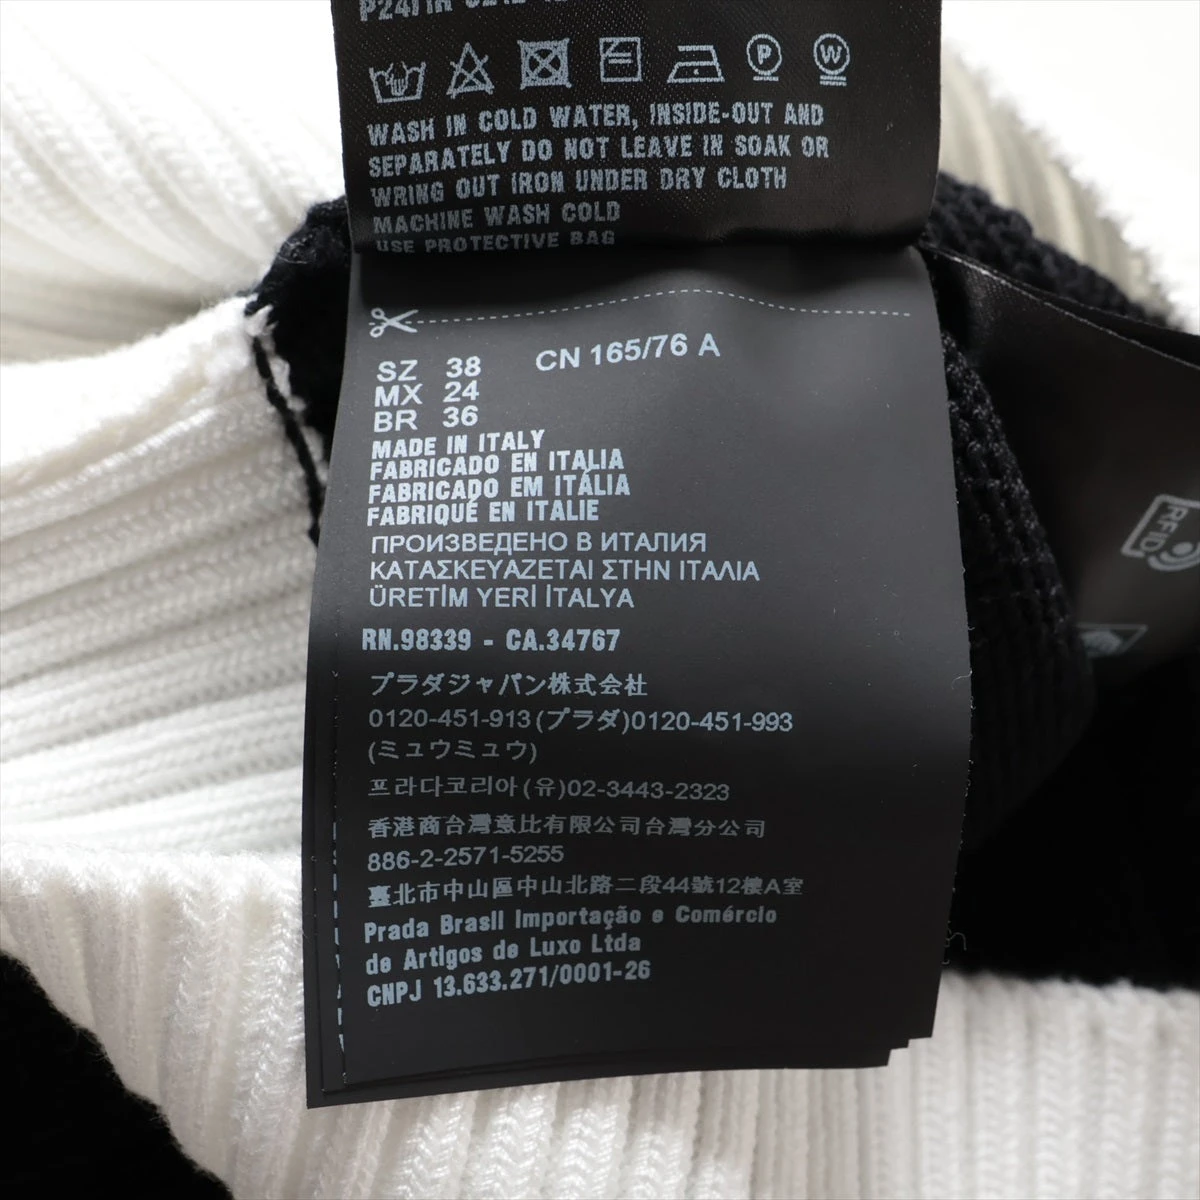 WASH IN COLD WATER, INSIDE-OUT AND
SEPARATELY DO NOT LEAVE IN SOAK OR
WRING OUT IRON UNDER DRY CLOTH
MACHINE WASH COLD
USE PROTECTIVE BAG
SZ 38 CN 165/76 A
MX 24
BR 36
MADE IN ITALY
FABRICADO EN ITALIA
FABRICADO EM ITÁLIA
FABRIQUÉ EN ITALIE
ПРОИЗВЕДЕНО В ИТАЛИЯ
ΚΑΤΑΣΚΕΥΑΖΕΤΑΙ ΣΤΗΝ ΙΤΑΛΙΑ
ÜRETİM YERİ İTALYA
RN.98339 - CA.34767
プラダジャパン株式会社
0120-451-913(プラダ)0120-451-993
(ミュウミュウ)
프라다코리아(유)02-3443-2323
香港商台灣意比有限公司台灣分公司
886-2-2571-5255
臺北市中山區中山北路二段44號12樓A室
Prada Brasil Importação e Comércio
de Artigos de Luxo Ltda
CNPJ 13.633.271/0001-26
RFID